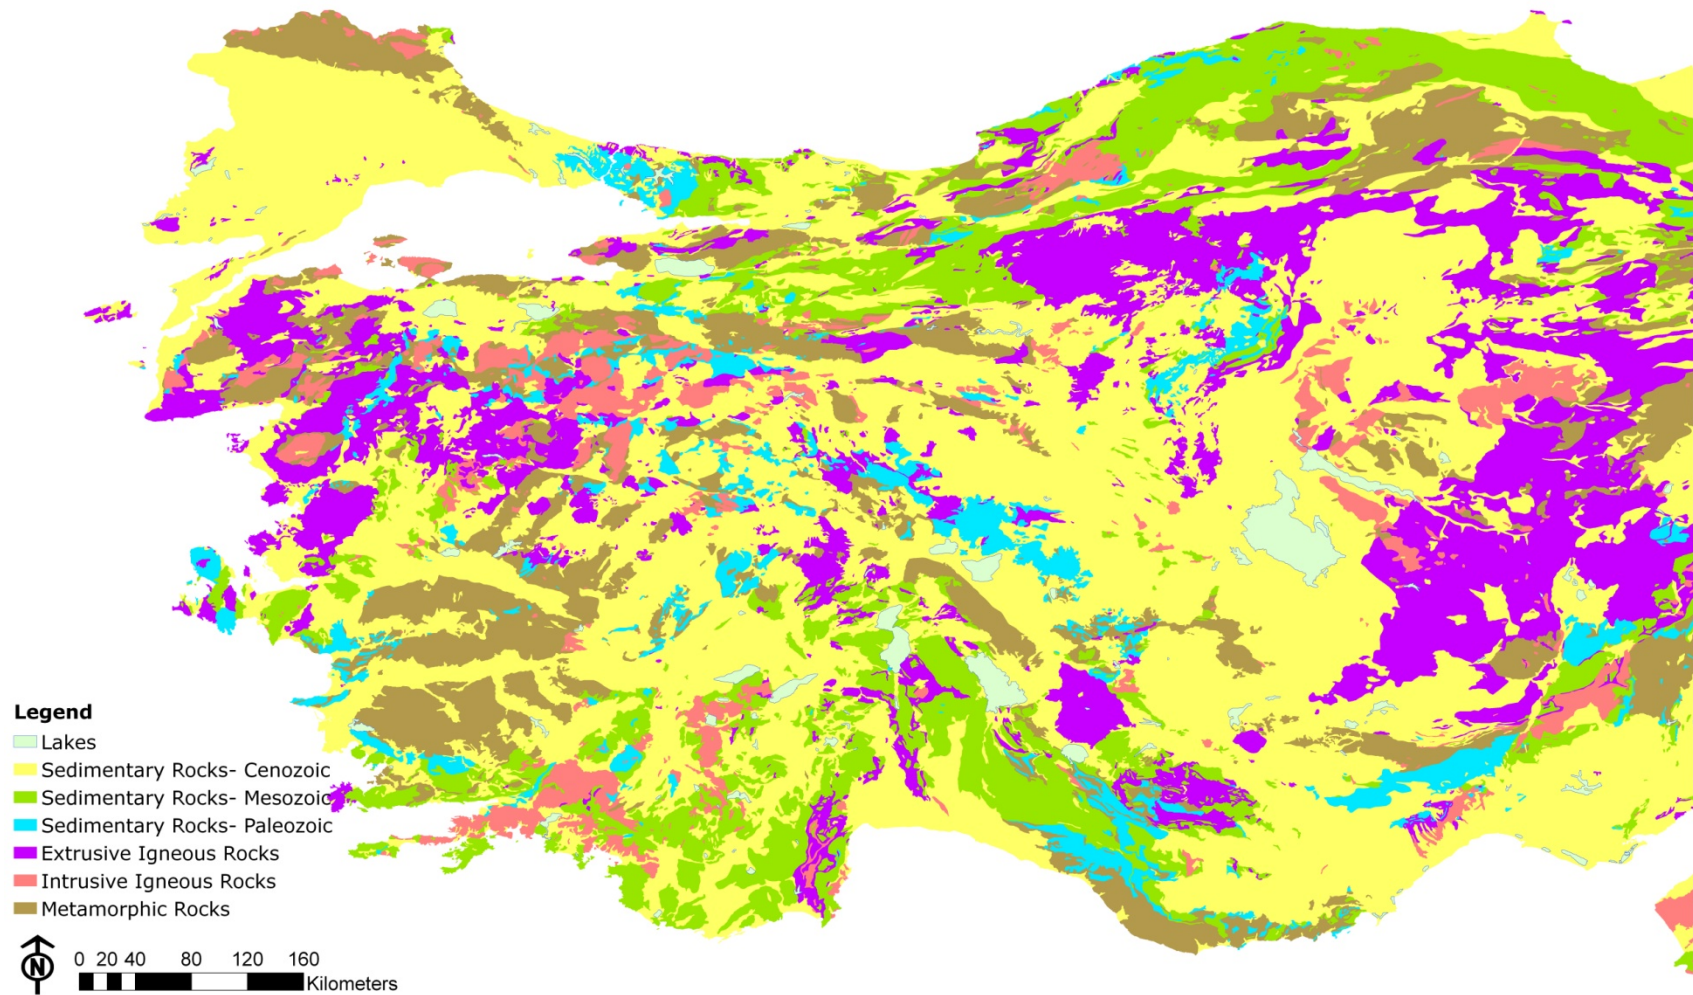 Legend
Lakes
Sedimentary Rocks- Cenozoic
Sedimentary Rocks- Mesozoic
Sedimentary Rocks- Paleozoic
Extrusive Igneous Rocks
Intrusive Igneous Rocks
Metamorphic Rocks
N
0 20 40 80 120 160
Kilometers